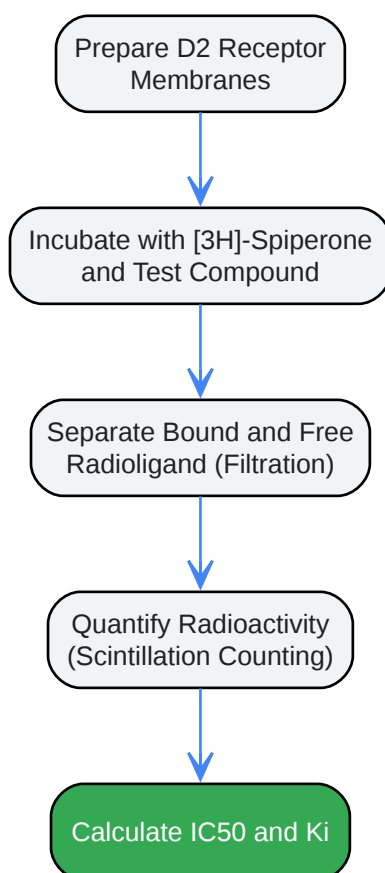 Prepare D2 Receptor
Membranes
Incubate with [3H]-Spiperone
and Test Compound
Separate Bound and Free
Radioligand (Filtration)
Quantify Radioactivity
(Scintillation Counting)
Calculate IC50 and Ki